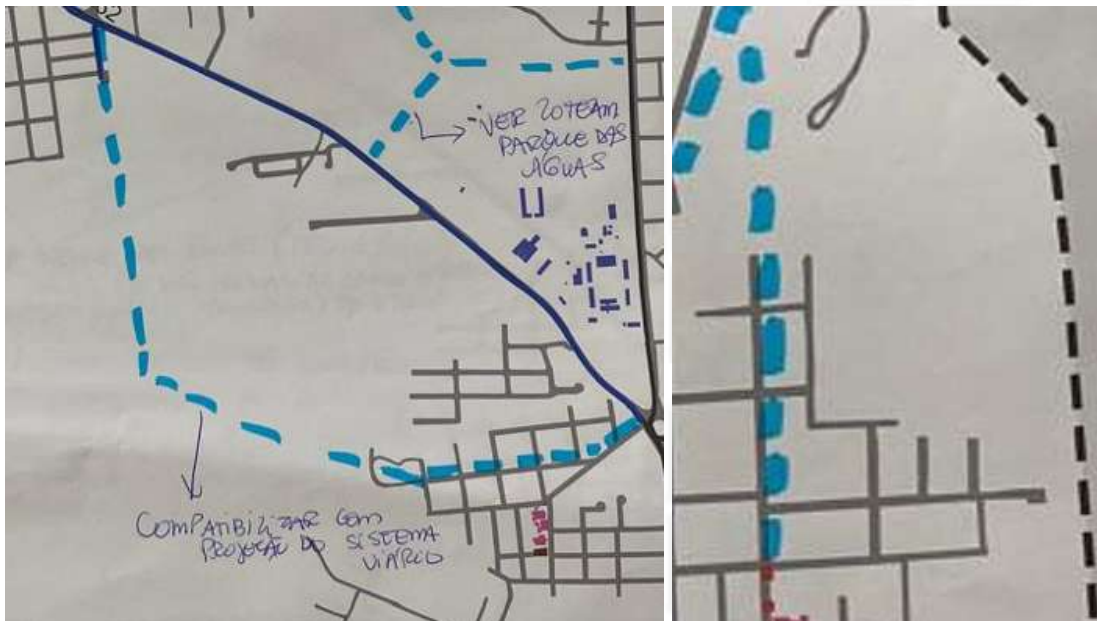 VER LOTEAM
PARQUE DAS
ÁGUAS
COMPATIBILIZAR COM
PROJEÇÃO DO SISTEMA
VIÁRIO